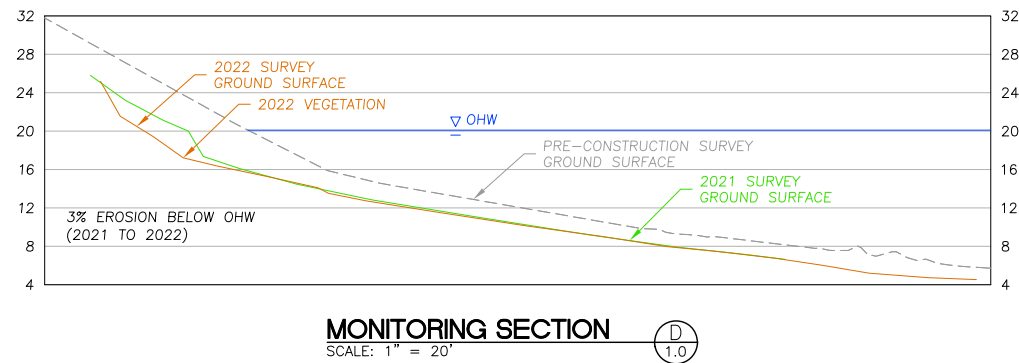 32
28
24
20
16
12
8
4
32
28
24
20
16
12
8
4
2022 SURVEY
GROUND SURFACE
2022 VEGETATION
OHW
PRE-CONSTRUCTION SURVEY
GROUND SURFACE
2021 SURVEY
GROUND SURFACE
3% EROSION BELOW OHW
(2021 TO 2022)
MONITORING SECTION
SCALE: 1" = 20'
D
1.0